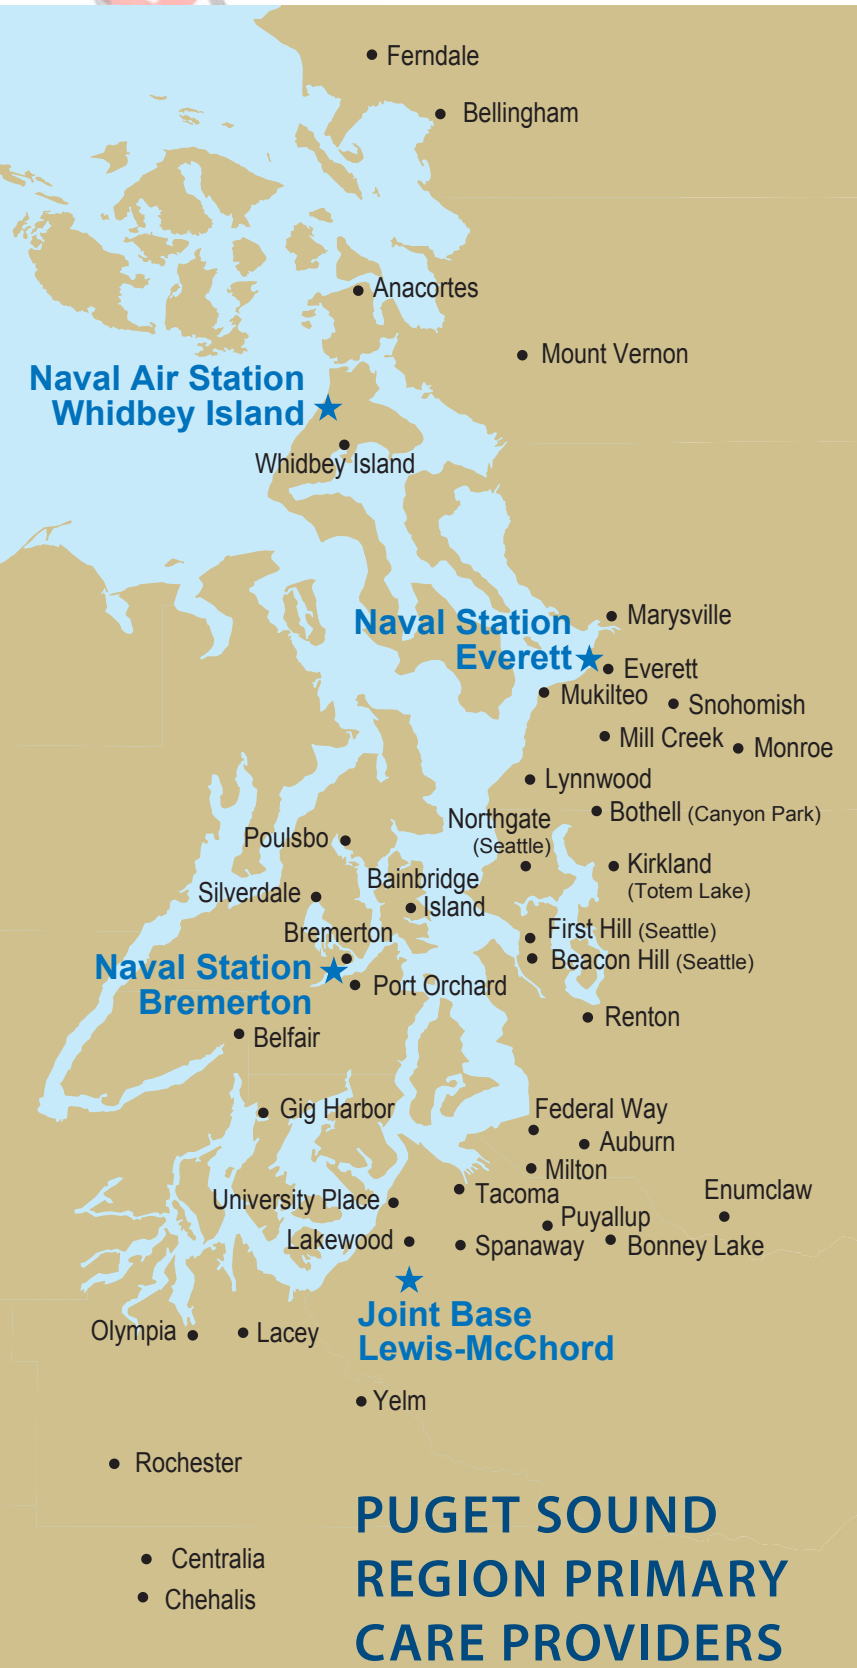 Ferndale
Bellingham
Anacortes
Mount Vernon
Naval Air Station
Whidbey Island
Whidbey Island
Marysville
Naval Station
Everett
Everett
Mukilteo
Snohomish
Mill Creek
Monroe
Lynnwood
Bothell (Canyon Park)
Northgate
(Seattle)
Poulsbo
Kirkland
(Totem Lake)
Bainbridge
Island
Silverdale
First Hill (Seattle)
Bremerton
Beacon Hill (Seattle)
Naval Station
Bremerton
Port Orchard
Renton
Belfair
Gig Harbor
Federal Way
Auburn
Milton
Tacoma
Enumclaw
University Place
Puyallup
Lakewood
Spanaway
Bonney Lake
Joint Base
Lewis-McChord
Olympia
Lacey
Yelm
Rochester
PUGET SOUND
REGION PRIMARY
CARE PROVIDERS
Centralia
Chehalis